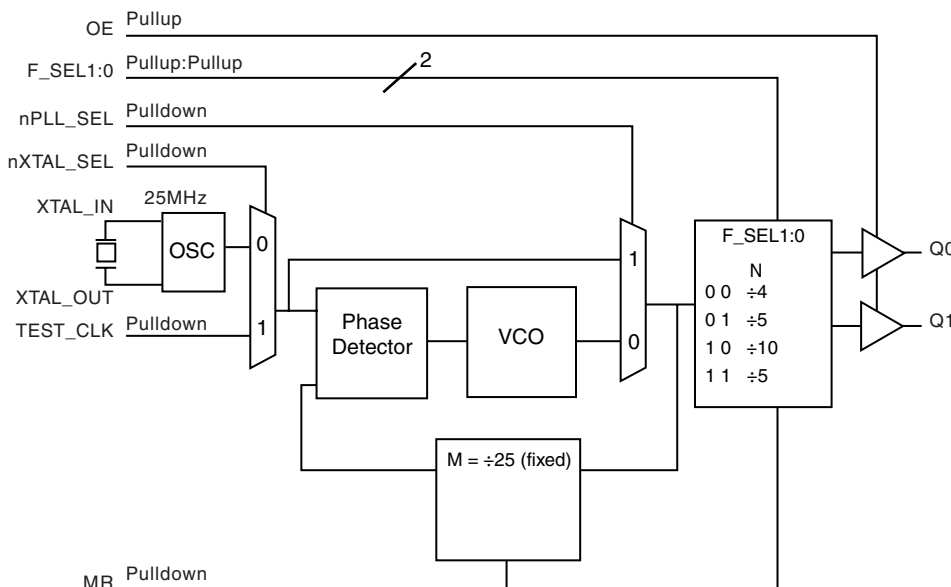 OE Pullup
F_SEL1:0 Pullup:Pullup
2
nPLL_SEL Pulldown
nXTAL_SEL Pulldown
XTAL_IN
25MHz
OSC
XTAL_OUT
TEST_CLK Pulldown
0
1
Phase
Detector
VCO
1
0
F_SEL1:0
N
0 0 ÷4
0 1 ÷5
1 0 ÷10
1 1 ÷5
Q0
Q1
M = ÷25 (fixed)
MR Pulldown